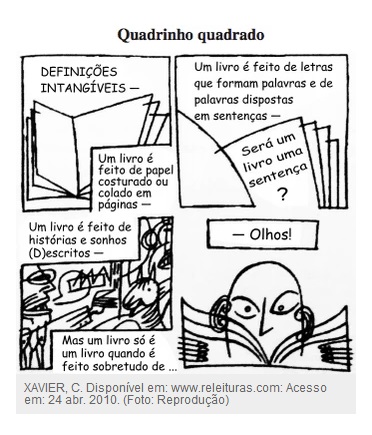 Quadrinho quadrado
DEFINIÇÕES
INTANGÍVEIS —
Um livro é
feito de papel
costurado ou
colado em
páginas —
Um livro é feito de letras
que formam palavras e de
palavras dispostas
em sentenças —
Será um
livro uma
sentença
?
Um livro é feito de
histórias e sonhos
(D)escritos —
Mas um livro só é
um livro quando é
feito sobretudo de ...
— Olhos!
XAVIER, C. Disponível em: www.releituras.com: Acesso
em: 24 abr. 2010. (Foto: Reprodução)